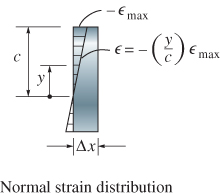 −ϵmax
ϵ = −(y/c) ϵmax
c
y
Δx
Normal strain distribution